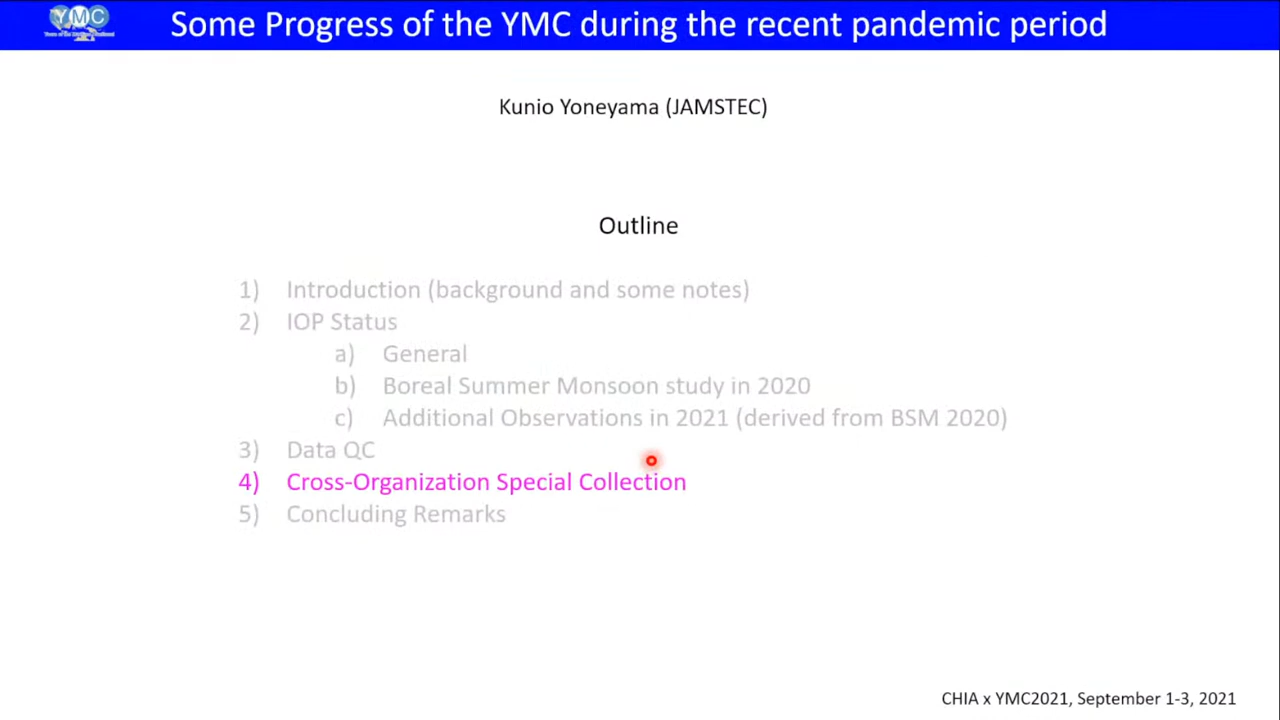 YMC
Some Progress of the YMC during the recent pandemic period
Kunio Yoneyama (JAMSTEC)
Outline
1) Introduction (background and some notes)
2) IOP Status
a) General
b) Boreal Summer Monsoon study in 2020
c) Additional Observations in 2021 (derived from BSM 2020)
3) Data QC
4) Cross-Organization Special Collection
5) Concluding Remarks
CHIA x YMC2021, September 1-3, 2021